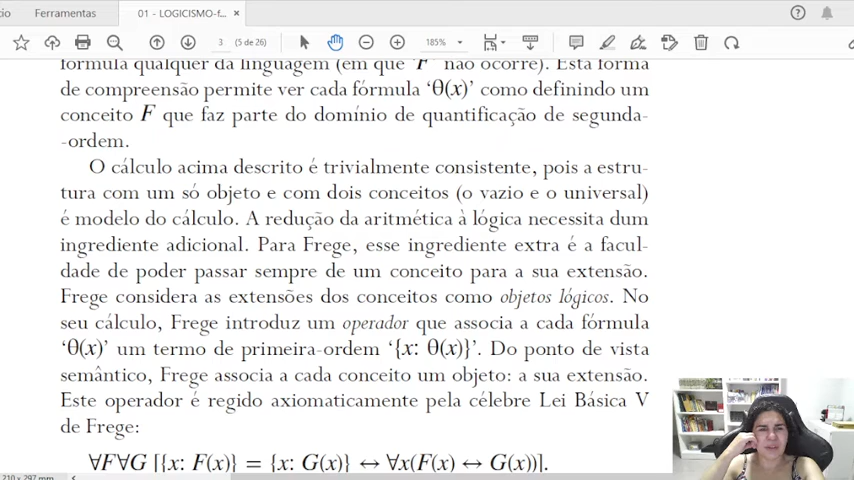 cio
Ferramentas
01 - LOGICISMO-f... ×
3 (5 de 26)
185%
fórmula qualquer da linguagem (em que 'F' não ocorre). Esta forma
de compreensão permite ver cada fórmula 'θ(x)' como definindo um
conceito F que faz parte do domínio de quantificação de segunda-
-ordem.
O cálculo acima descrito é trivialmente consistente, pois a estru-
tura com um só objeto e com dois conceitos (o vazio e o universal)
é modelo do cálculo. A redução da aritmética à lógica necessita dum
ingrediente adicional. Para Frege, esse ingrediente extra é a facul-
dade de poder passar sempre de um conceito para a sua extensão.
Frege considera as extensões dos conceitos como objetos lógicos. No
seu cálculo, Frege introduz um operador que associa a cada fórmula
'θ(x)' um termo de primeira-ordem '{x: θ(x)}'. Do ponto de vista
semântico, Frege associa a cada conceito um objeto: a sua extensão.
Este operador é regido axiomaticamente pela célebre Lei Básica V
de Frege:
∀F∀G [{x: F(x)} = {x: G(x)} ↔ ∀x(F(x) ↔ G(x))].
210 x 297 mm